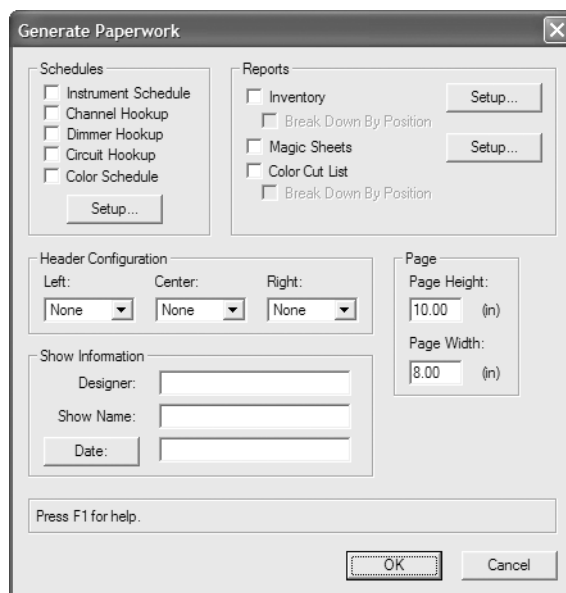 Generate Paperwork
Schedules
Instrument Schedule
Channel Hookup
Dimmer Hookup
Circuit Hookup
Color Schedule
Setup...
Reports
Inventory
Setup...
Break Down By Position
Magic Sheets
Setup...
Color Cut List
Break Down By Position
Header Configuration
Left: Center: Right:
None None None
Page
Page Height:
10.00 (in)
Page Width:
8.00 (in)
Show Information
Designer:
Show Name:
Date:
Press F1 for help.
OK Cancel